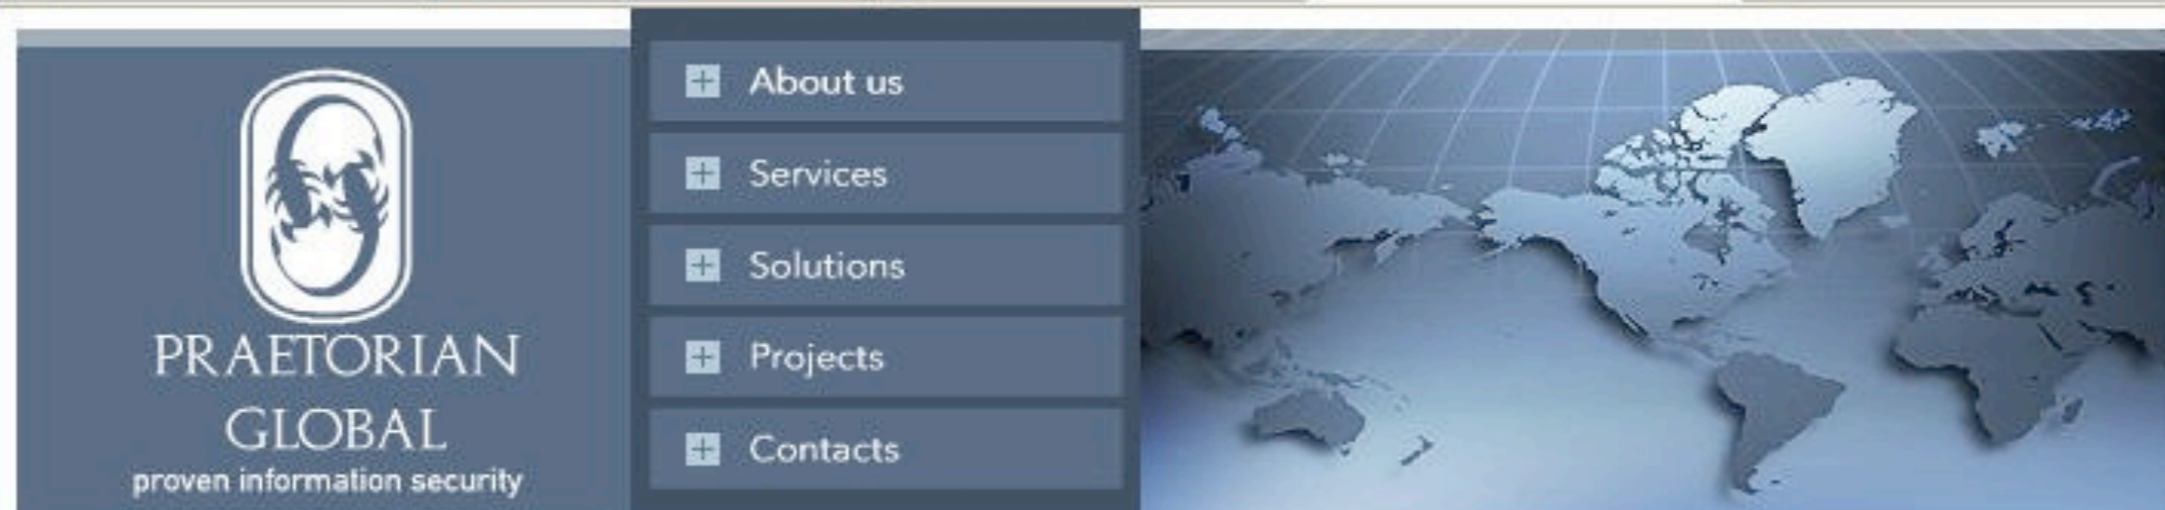 PRAETORIAN
GLOBAL
proven information security
About us
Services
Solutions
Projects
Contacts